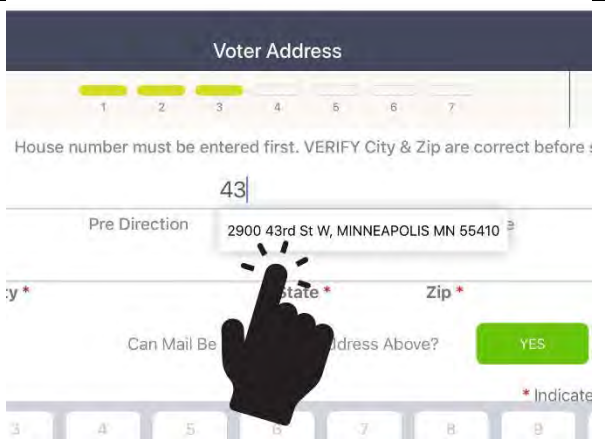 Voter Address
1 2 3 4 5 6 7
House number must be entered first. VERIFY City & Zip are correct before
43
Pre Direction
2900 43rd St W, MINNEAPOLIS MN 55410
State * Zip *
Can Mail Be Address Above? YES
* Indicate
3 4 5 6 7 8 9